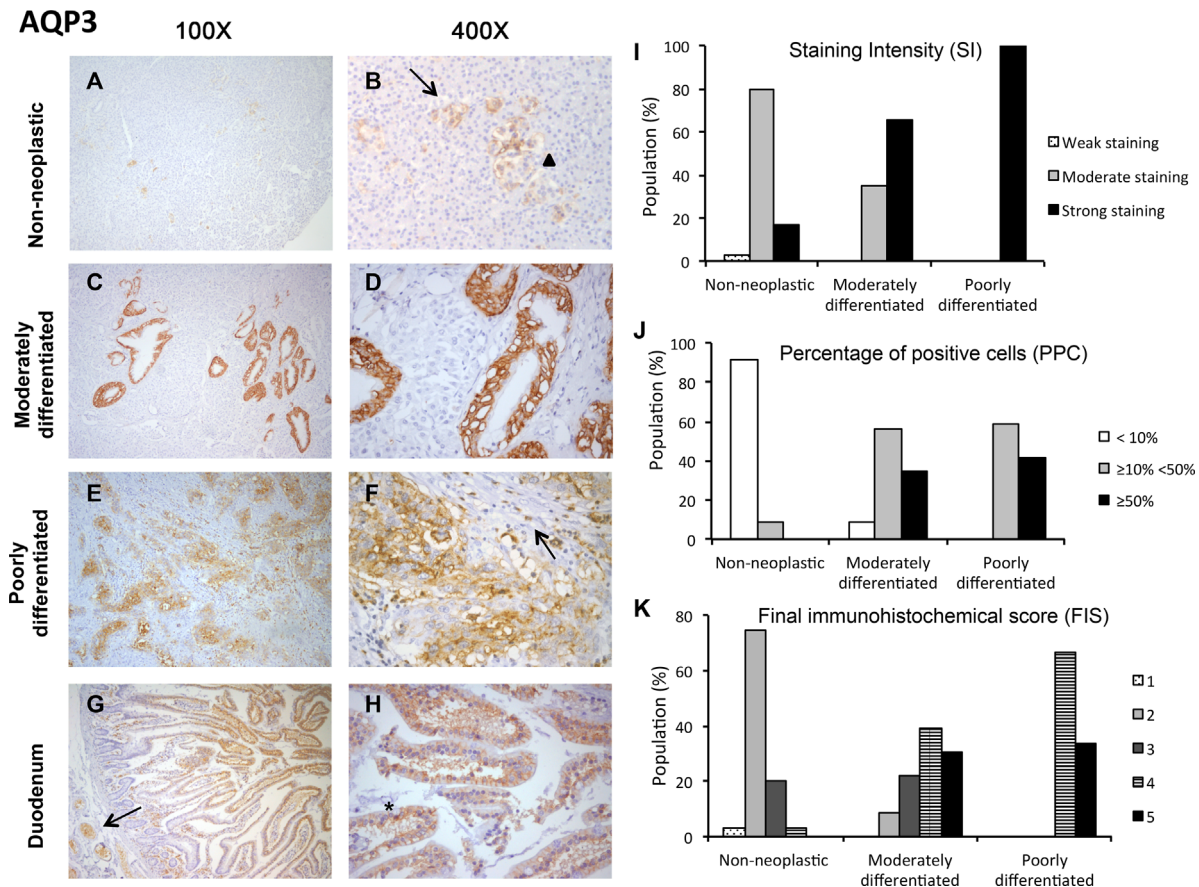 AQP3
100X
400X
Non-neoplastic
A
B
Moderately
differentiated
C
D
Poorly
differentiated
E
F
Duodenum
G
H
*
I
Staining Intensity (SI)
Population (%)
100
80
60
40
20
0
Non-neoplastic
Moderately
differentiated
Poorly
differentiated
Weak staining
Moderate staining
Strong staining
J
Percentage of positive cells (PPC)
Population (%)
100
80
60
40
20
0
Non-neoplastic
Moderately
differentiated
Poorly
differentiated
< 10%
≥10% <50%
≥50%
K
Final immunohistochemical score (FIS)
Population (%)
80
60
40
20
0
Non-neoplastic
Moderately
differentiated
Poorly
differentiated
1
2
3
4
5